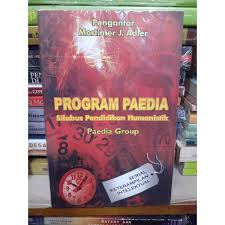 Pengantar
Mortimer J. Adler
PROGRAM PAEDIA
Silabus Pendidikan Humanistik
Paedia Group
SERIAL
KETERAMPILAN
INTELEKTUAL